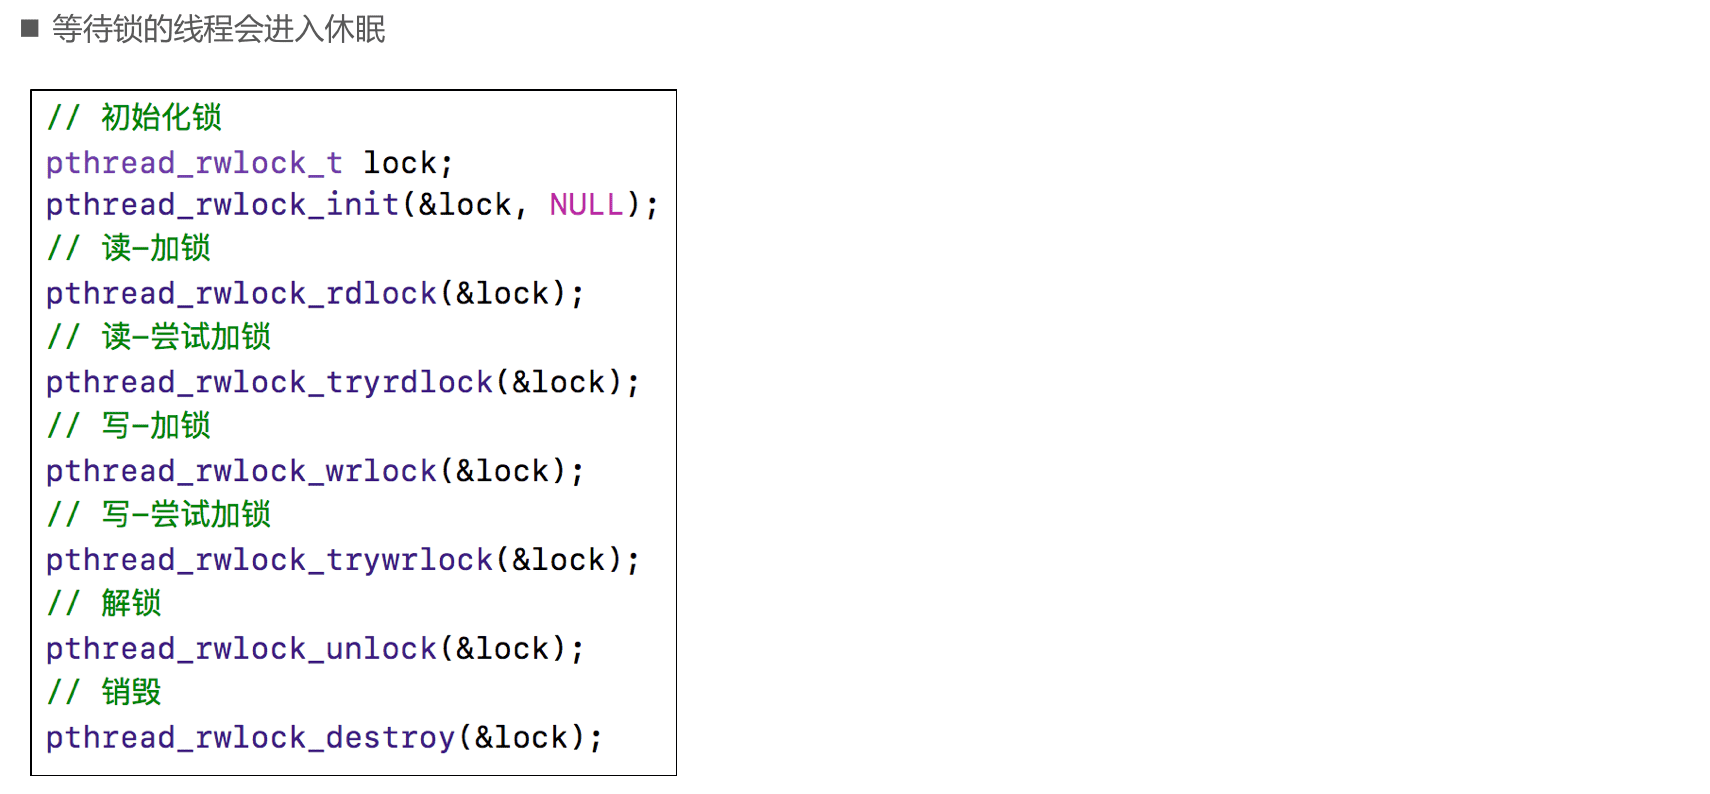 ■ 等待锁的线程会进入休眠
// 初始化锁
pthread_rwlock_t lock;
pthread_rwlock_init(&lock, NULL);
// 读-加锁
pthread_rwlock_rdlock(&lock);
// 读-尝试加锁
pthread_rwlock_tryrdlock(&lock);
// 写-加锁
pthread_rwlock_wrlock(&lock);
// 写-尝试加锁
pthread_rwlock_trywrlock(&lock);
// 解锁
pthread_rwlock_unlock(&lock);
// 销毁
pthread_rwlock_destroy(&lock);